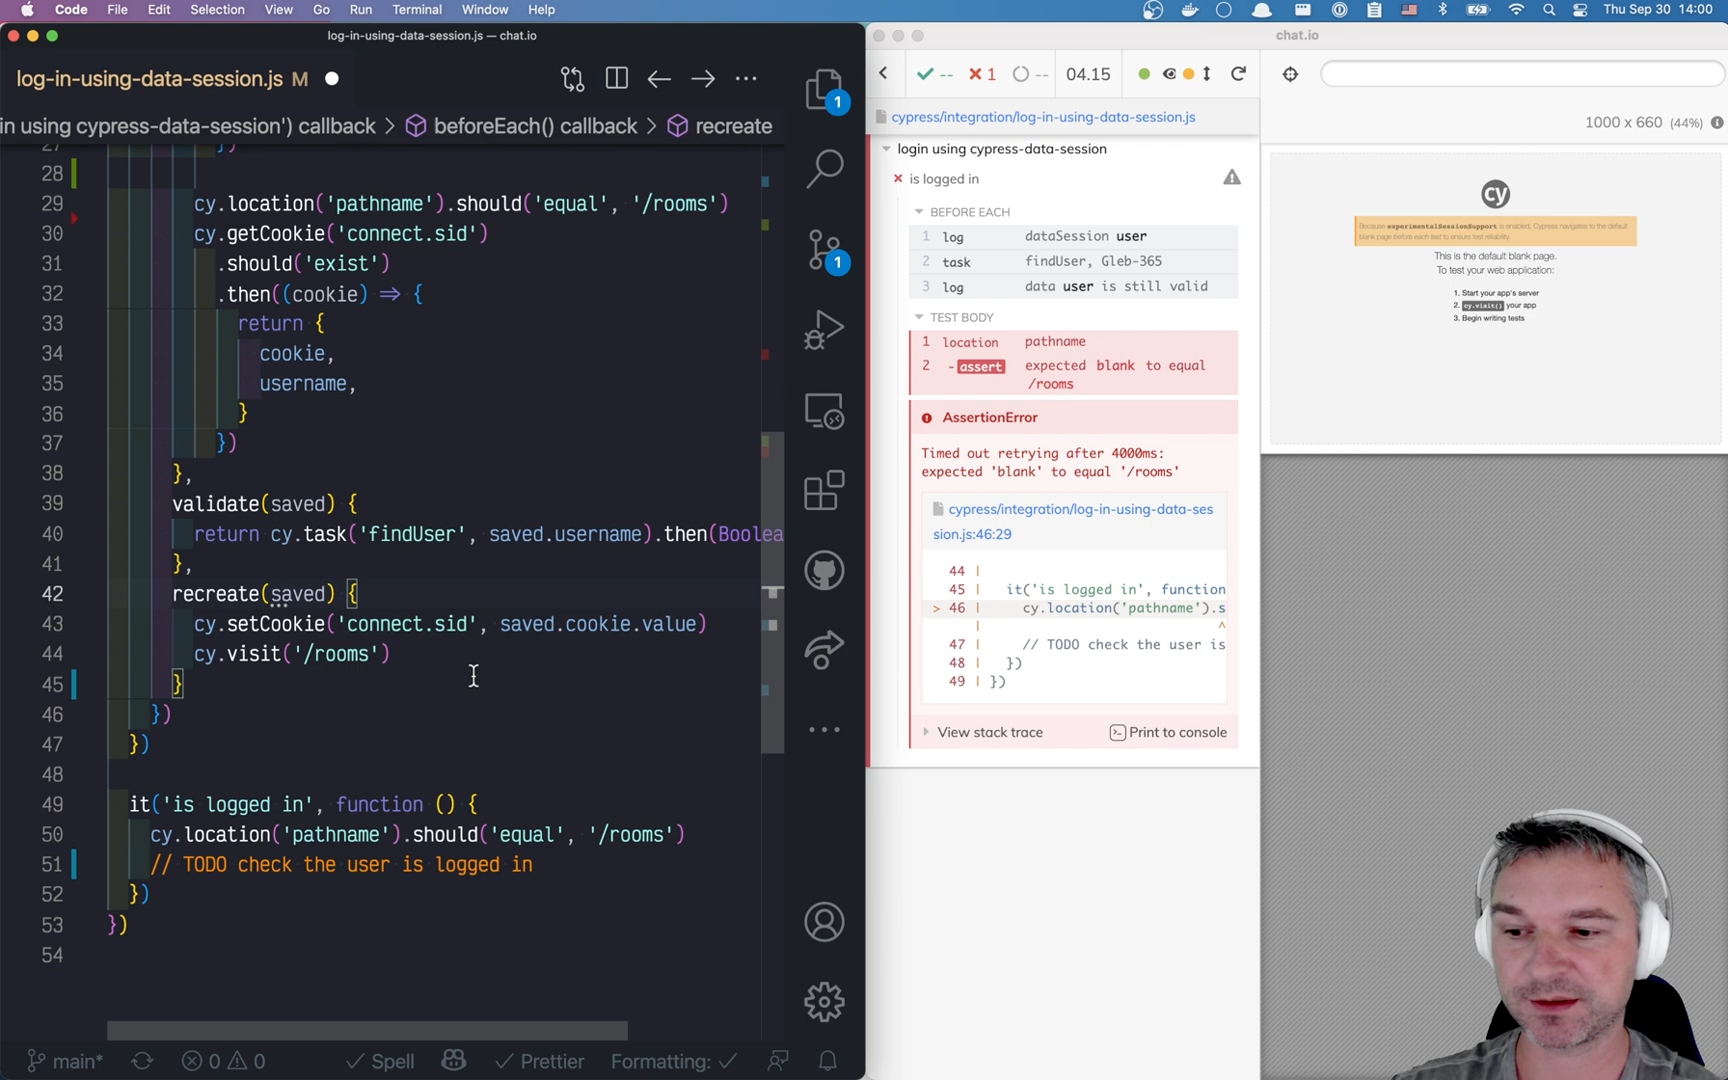 Code File Edit Selection View Go Run Terminal Window Help
Thu Sep 30 14:00
log-in-using-data-session.js — chat.io
log-in-using-data-session.js M
in using cypress-data-session') callback > beforeEach() callback > recreate
27 })
28
29 cy.location('pathname').should('equal', '/rooms')
30 cy.getCookie('connect.sid')
31 .should('exist')
32 .then((cookie) ⇒ {
33 return {
34 cookie,
35 username,
36 }
37 })
38 },
39 validate(saved) {
40 return cy.task('findUser', saved.username).then(Boolea
41 },
42 recreate(saved) {
43 cy.setCookie('connect.sid', saved.cookie.value)
44 cy.visit('/rooms')
45 }
46 })
47 })
48
49 it('is logged in', function () {
50 cy.location('pathname').should('equal', '/rooms')
51 // TODO check the user is logged in
52 })
53 })
54
1
1
main* 0 0 Spell Prettier Formatting:
chat.io
-- 1 -- 04.15
cypress/integration/log-in-using-data-session.js
login using cypress-data-session
is logged in
BEFORE EACH
1 log dataSession user
2 task findUser, Gleb-365
3 log data user is still valid
TEST BODY
1 location pathname
2 - assert expected blank to equal
/rooms
AssertionError
Timed out retrying after 4000ms:
expected 'blank' to equal '/rooms'
cypress/integration/log-in-using-data-ses
sion.js:46:29
44 |
45 | it('is logged in', function
> 46 | cy.location('pathname').s
| ^
47 | // TODO check the user is
48 | })
49 | })
View stack trace Print to console
1000 x 660 (44%)
cy
Because experimentalSessionSupport is enabled, Cypress navigates to the default
blank page before each test to ensure test reliability.
This is the default blank page.
To test your web application:
1. Start your app's server
2. cy.visit() your app
3. Begin writing tests